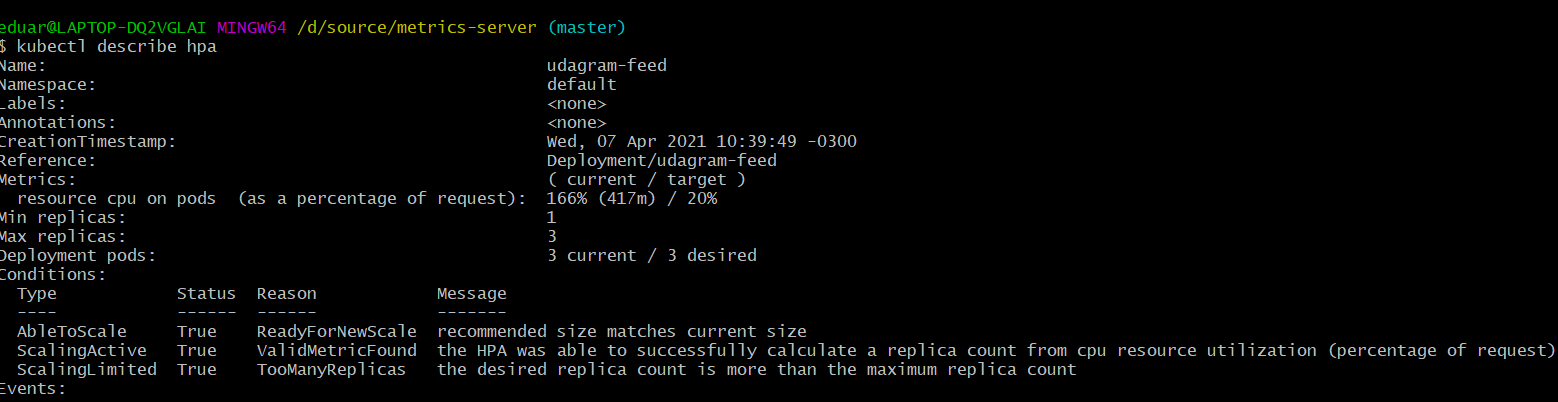 eduar@LAPTOP-DQ2VGLAI MINGW64 /d/source/metrics-server (master)
$ kubectl describe hpa
Name: udagram-feed
Namespace: default
Labels: <none>
Annotations: <none>
CreationTimestamp: Wed, 07 Apr 2021 10:39:49 -0300
Reference: Deployment/udagram-feed
Metrics: ( current / target )
  resource cpu on pods  (as a percentage of request): 166% (417m) / 20%
Min replicas: 1
Max replicas: 3
Deployment pods: 3 current / 3 desired
Conditions:
  Type Status Reason Message
  ---- ------ ------ -------
  AbleToScale True ReadyForNewScale recommended size matches current size
  ScalingActive True ValidMetricFound the HPA was able to successfully calculate a replica count from cpu resource utilization (percentage of request)
  ScalingLimited True TooManyReplicas the desired replica count is more than the maximum replica count
Events: